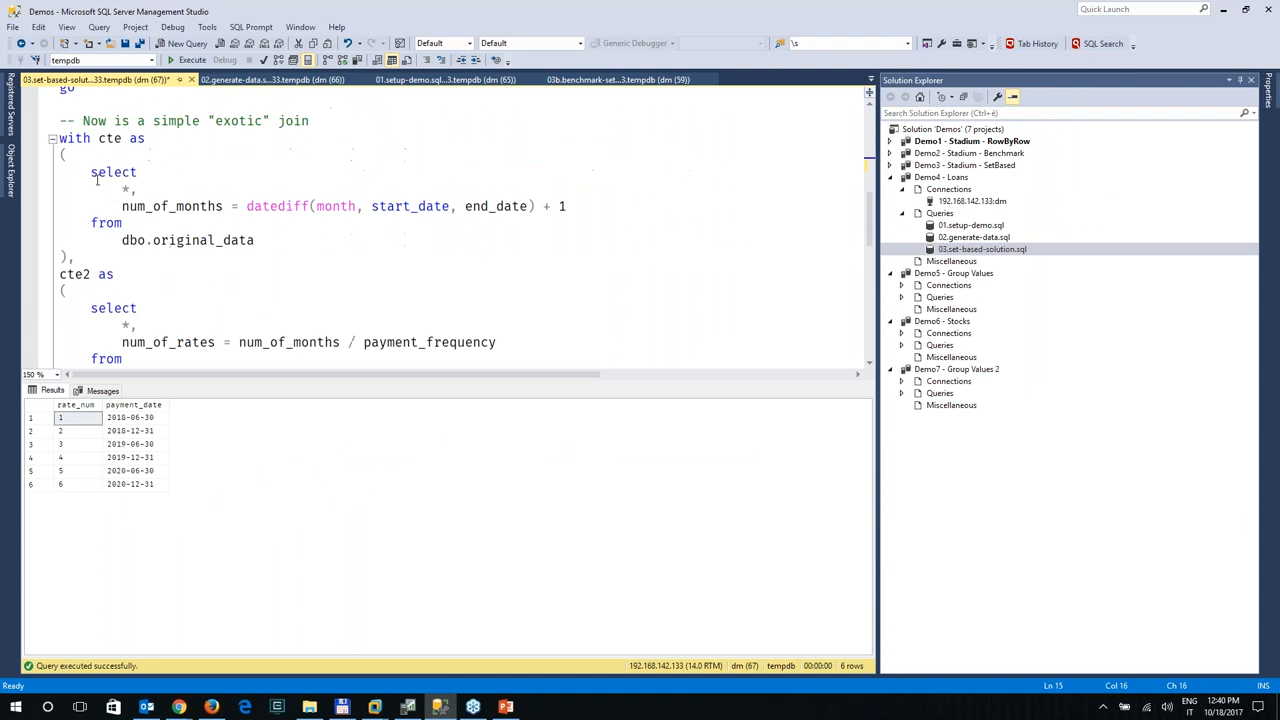 Demos - Microsoft SQL Server Management Studio
Quick Launch
File Edit View Query Project Debug Tools SQL Prompt Window Help
New Query Default Default Generic Debugger \s Tab History SQL Search
tempdb Execute Debug
03.set-based-solut...33.tempdb (dm (67))* 02.generate-data.s...33.tempdb (dm (66)) 01.setup-demo.sql...3.tempdb (dm (65)) 03b.benchmark-set...3.tempdb (dm (59))
Registered Servers
Object Explorer
go
-- Now is a simple "exotic" join
with cte as
(
select
*,
num_of_months = datediff(month, start_date, end_date) + 1
from
dbo.original_data
),
cte2 as
(
select
*,
num_of_rates = num_of_months / payment_frequency
from
150 %
Results Messages
rate_num payment_date
1 1 2018-06-30
2 2 2018-12-31
3 3 2019-06-30
4 4 2019-12-31
5 5 2020-06-30
6 6 2020-12-31
Query executed successfully. 192.168.142.133 (14.0 RTM) dm (67) tempdb 00:00:00 6 rows
Solution Explorer
Search Solution Explorer (Ctrl+è)
Solution 'Demos' (7 projects)
Demo1 - Stadium - RowByRow
Demo2 - Stadium - Benchmark
Demo3 - Stadium - SetBased
Demo4 - Loans
Connections
192.168.142.133:dm
Queries
01.setup-demo.sql
02.generate-data.sql
03.set-based-solution.sql
Miscellaneous
Demo5 - Group Values
Connections
Queries
Miscellaneous
Demo6 - Stocks
Connections
Queries
Miscellaneous
Demo7 - Group Values 2
Connections
Queries
Miscellaneous
Properties
Ready Ln 15 Col 16 Ch 16 INS
ENG 12:40 PM
IT 10/18/2017